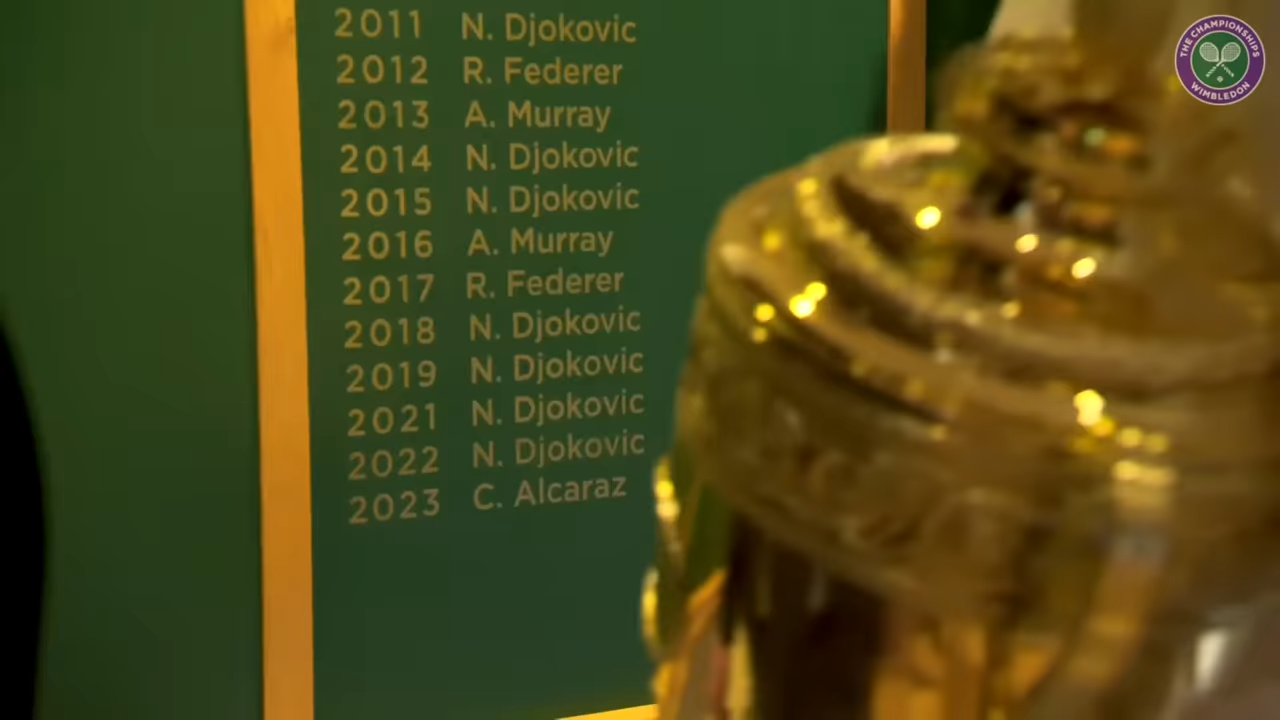 2011 N. Djokovic
2012 R. Federer
2013 A. Murray
2014 N. Djokovic
2015 N. Djokovic
2016 A. Murray
2017 R. Federer
2018 N. Djokovic
2019 N. Djokovic
2021 N. Djokovic
2022 N. Djokovic
2023 C. Alcaraz
THE CHAMPIONSHIPS
WIMBLEDON